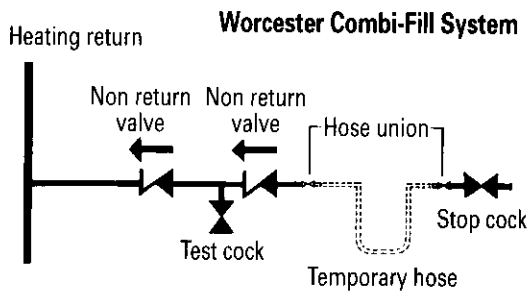 Worcester Combi-Fill System
Heating return
Non return
valve
Non return
valve
Hose union
Stop cock
Test cock
Temporary hose